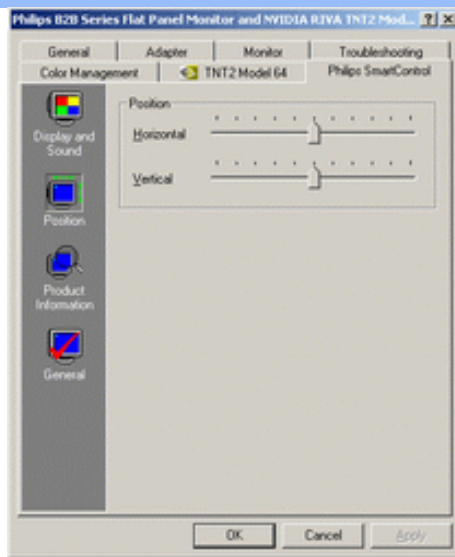 Philips B2B Series Flat Panel Monitor and NVIDIA RIVA TNT2 Mod...
General Adapter Monitor Troubleshooting
Color Management TNT2 Model 64 Philips SmartControl
Display and
Sound
Position
Product
Information
General
Position
Horizontal
Vertical
OK Cancel Apply